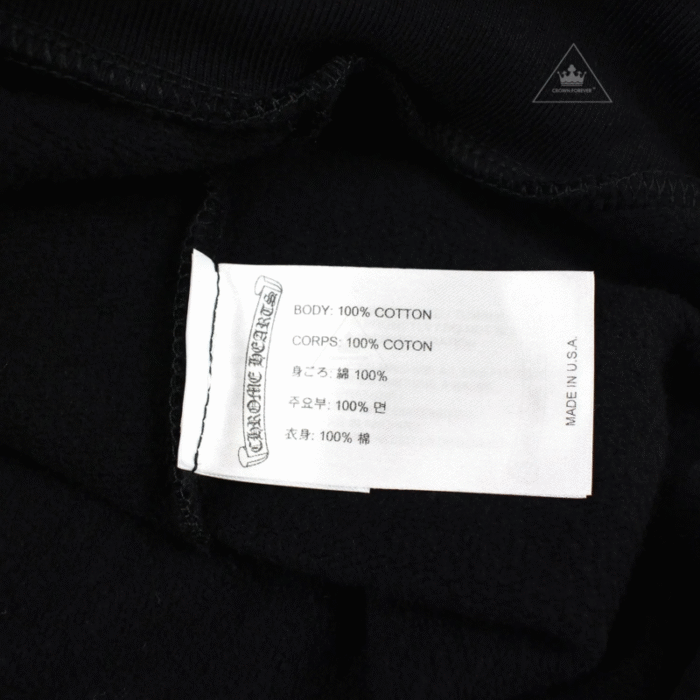 CROWN FOREVER
CHROME HEARTS
BODY: 100% COTTON
CORPS: 100% COTON
身ごろ: 綿 100%
주요부: 100% 면
衣身: 100% 棉
MADE IN U.S.A.